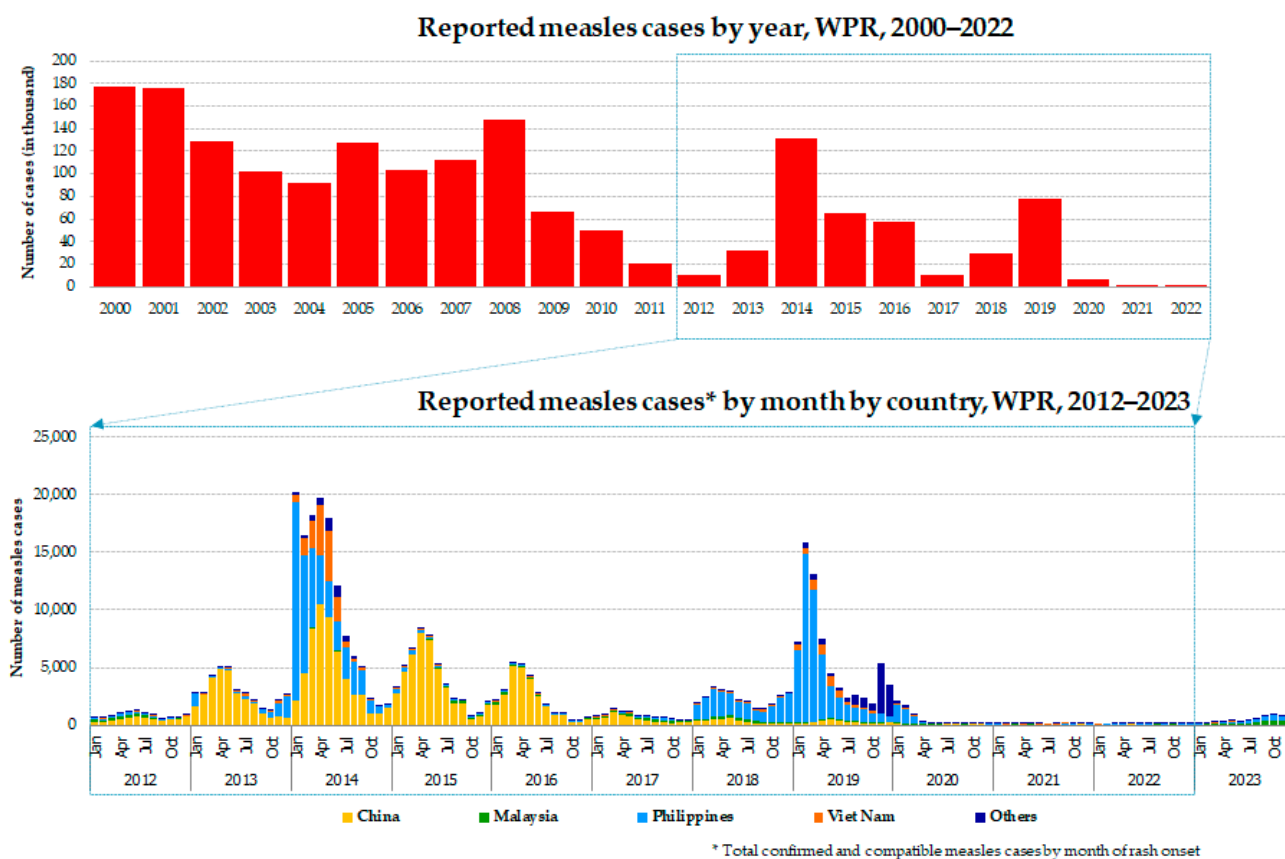 Reported measles cases by year, WPR, 2000–2022
Number of cases (in thousand)
200
180
160
140
120
100
80
60
40
20
0
2000 2001 2002 2003 2004 2005 2006 2007 2008 2009 2010 2011 2012 2013 2014 2015 2016 2017 2018 2019 2020 2021 2022
Reported measles cases* by month by country, WPR, 2012–2023
Number of measles cases
25,000
20,000
15,000
10,000
5,000
0
Jan Apr Jul Oct Jan Apr Jul Oct Jan Apr Jul Oct Jan Apr Jul Oct Jan Apr Jul Oct Jan Apr Jul Oct Jan Apr Jul Oct Jan Apr Jul Oct Jan Apr Jul Oct Jan Apr Jul Oct Jan Apr Jul Oct Jan Apr Jul Oct
2012 2013 2014 2015 2016 2017 2018 2019 2020 2021 2022 2023
China Malaysia Philippines Viet Nam Others
* Total confirmed and compatible measles cases by month of rash onset